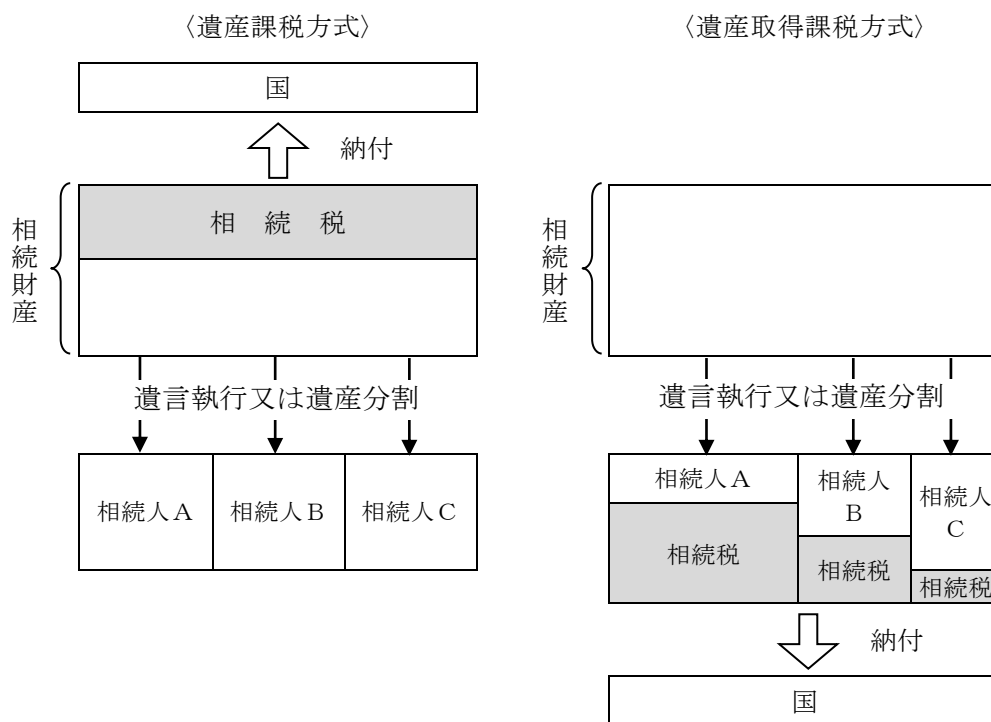 〈遺産課税方式〉
国
納付
相続財産
相　続　税
遺言執行又は遺産分割
相続人A
相続人B
相続人C
〈遺産取得課税方式〉
相続財産
遺言執行又は遺産分割
相続人A
相続税
相続人
B
相続税
相続人
C
相続税
納付
国